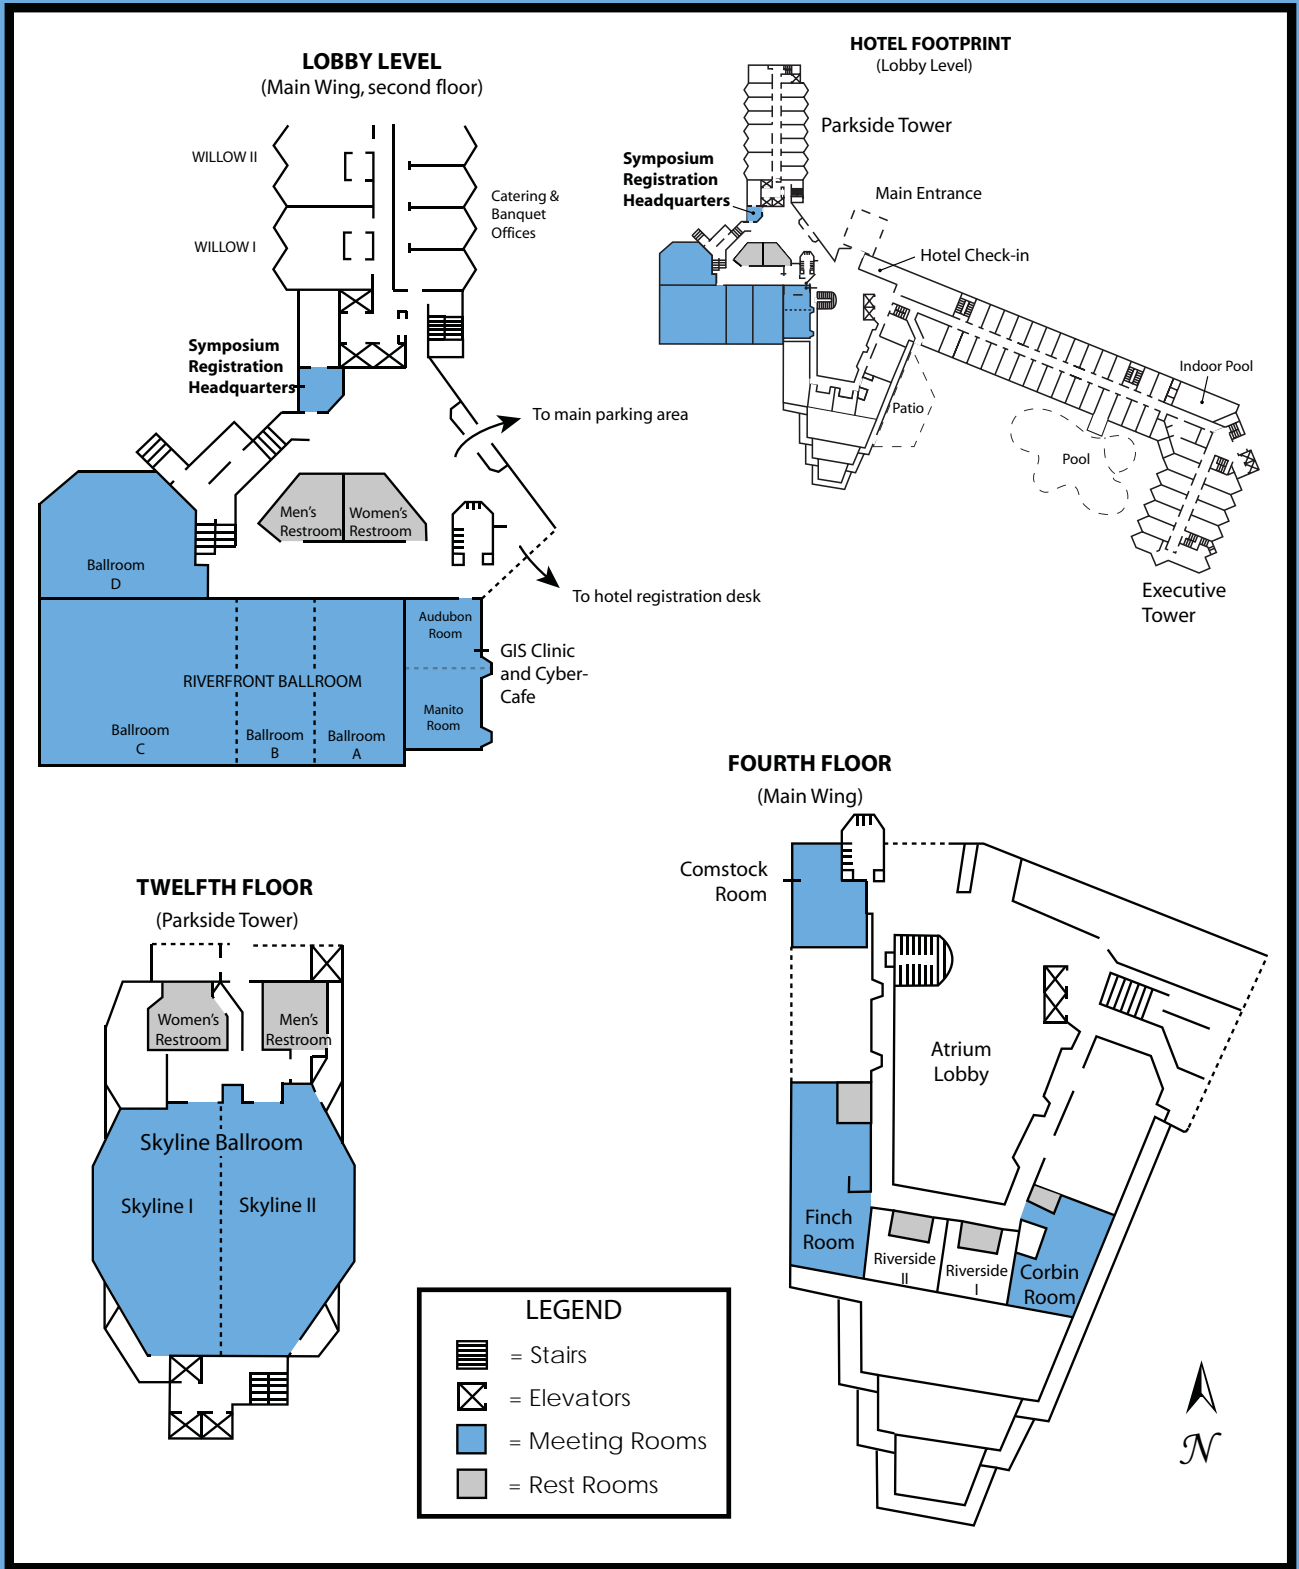 LOBBY LEVEL
(Main Wing, second floor)
WILLOW II
WILLOW I
Catering &
Banquet
Offices
Symposium
Registration
Headquarters
To main parking area
Men's
Restroom
Women's
Restroom
Ballroom
D
To hotel registration desk
Audubon
Room
GIS Clinic
and Cyber-
Cafe
RIVERFRONT BALLROOM
Manito
Room
Ballroom
C
Ballroom
B
Ballroom
A
HOTEL FOOTPRINT
(Lobby Level)
Parkside Tower
Symposium
Registration
Headquarters
Main Entrance
Hotel Check-in
Indoor Pool
Patio
Pool
Executive
Tower
FOURTH FLOOR
(Main Wing)
Comstock
Room
Atrium
Lobby
Finch
Room
Riverside
II
Riverside
I
Corbin
Room
TWELFTH FLOOR
(Parkside Tower)
Women's
Restroom
Men's
Restroom
Skyline Ballroom
Skyline I
Skyline II
LEGEND
= Stairs
= Elevators
= Meeting Rooms
= Rest Rooms
N